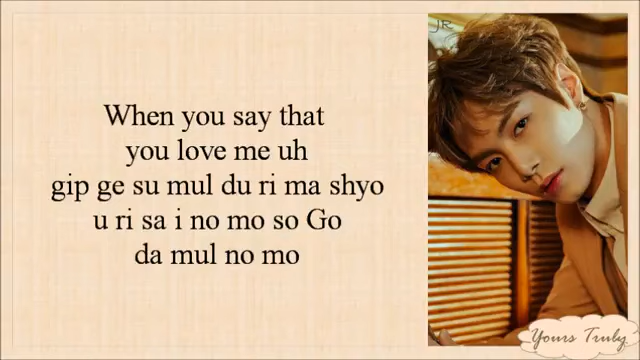 JR
When you say that
you love me uh
gip ge su mul du ri ma shyo
u ri sa i no mo so Go
da mul no mo
Yours Truly